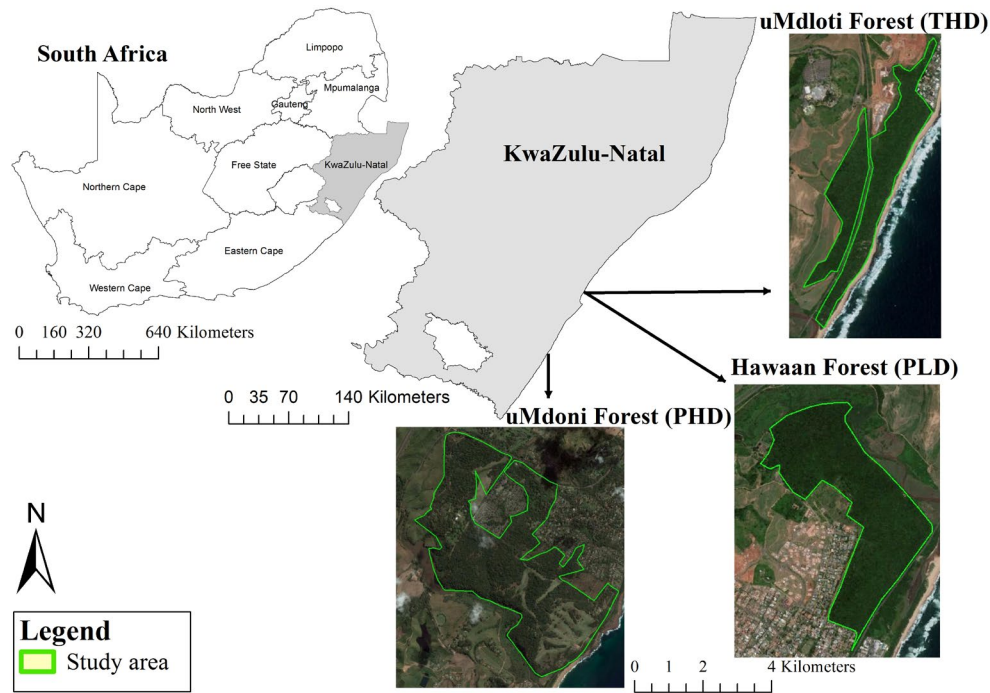 uMdloti Forest (THD)
South Africa
Limpopo
Mpumalanga
Gauteng
North West
KwaZulu-Natal
Free State
KwaZulu-Natal
Northern Cape
Eastern Cape
Western Cape
0 160 320 640 Kilometers
Hawaan Forest (PLD)
0 35 70 140 Kilometers
uMdoni Forest (PHD)
N
Legend
Study area
0 1 2 4 Kilometers